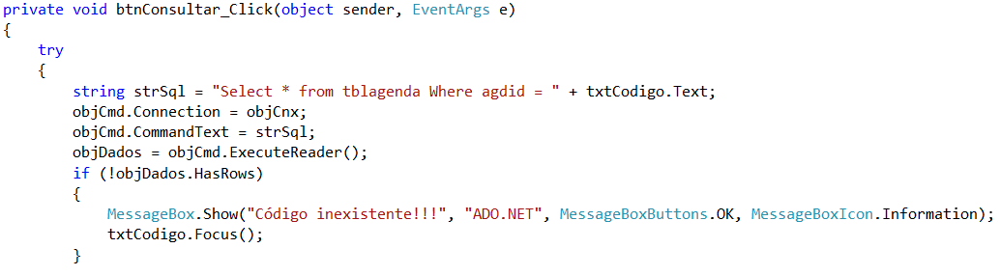 private void btnConsultar_Click(object sender, EventArgs e)
{
    try
    {
        string strSql = "Select * from tblagenda Where agdid = " + txtCodigo.Text;
        objCmd.Connection = objCnx;
        objCmd.CommandText = strSql;
        objDados = objCmd.ExecuteReader();
        if (!objDados.HasRows)
        {
            MessageBox.Show("Código inexistente!!!", "ADO.NET", MessageBoxButtons.OK, MessageBoxIcon.Information);
            txtCodigo.Focus();
        }